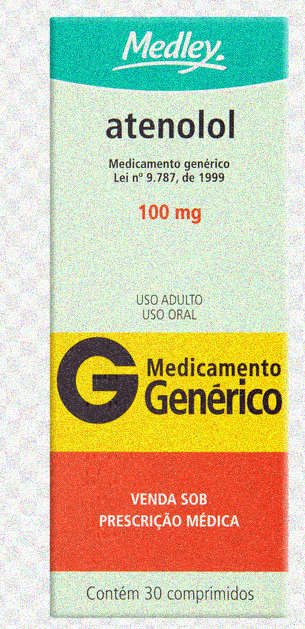 Medley.
atenolol
Medicamento genérico
Lei nº 9.787, de 1999
100 mg
USO ADULTO
USO ORAL
G Medicamento
Genérico
VENDA SOB
PRESCRIÇÃO MÉDICA
Contém 30 comprimidos